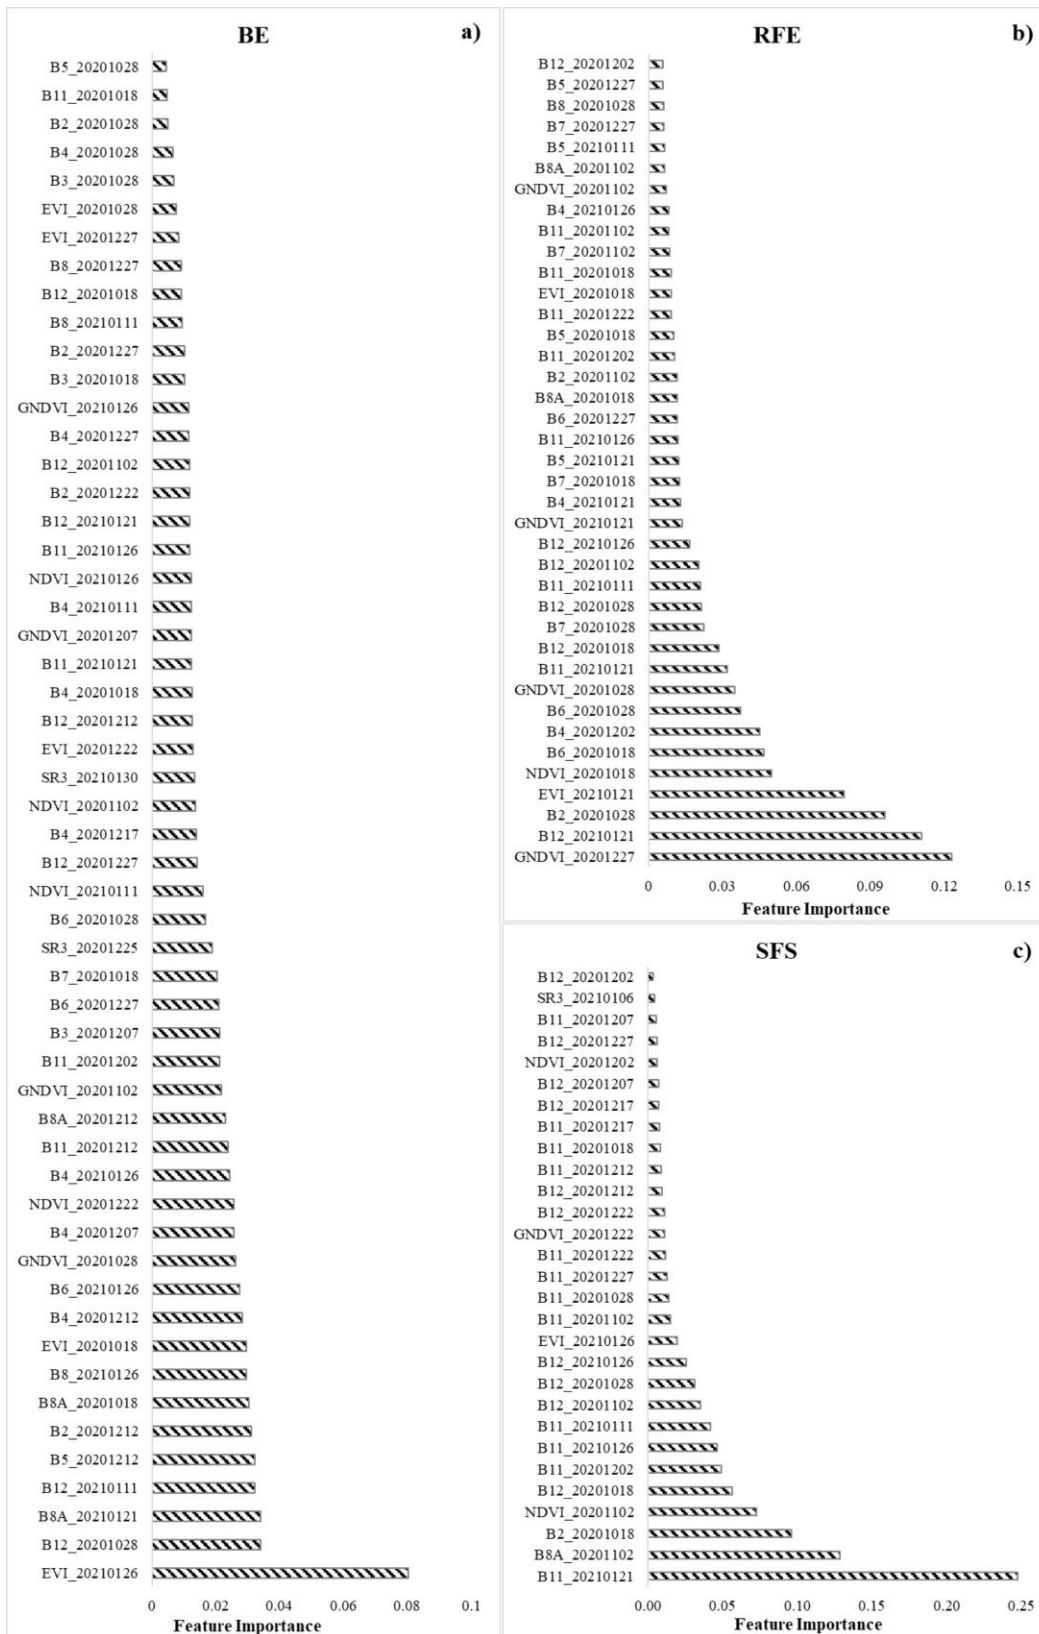 BE
a)
B5_20201028
B11_20201018
B2_20201028
B4_20201028
B3_20201028
EVI_20201028
EVI_20201227
B8_20201227
B12_20201018
B8_20210111
B2_20201227
B3_20201018
GNDVI_20210126
B4_20201227
B12_20201102
B2_20201222
B12_20210121
B11_20210126
NDVI_20210126
B4_20210111
GNDVI_20201207
B11_20210121
B4_20201018
B12_20201212
EVI_20201222
SR3_20210130
NDVI_20201102
B4_20201217
B12_20201227
NDVI_20210111
B6_20201028
SR3_20201225
B7_20201018
B6_20201227
B3_20201207
B11_20201202
GNDVI_20201102
B8A_20201212
B11_20201212
B4_20210126
NDVI_20201222
B4_20201207
GNDVI_20201028
B6_20210126
B4_20201212
EVI_20201018
B8_20210126
B8A_20201018
B2_20201212
B5_20201212
B12_20210111
B8A_20210121
B12_20201028
EVI_20210126
0 0.02 0.04 0.06 0.08 0.1
Feature Importance
RFE
b)
B12_20201202
B5_20201227
B8_20201028
B7_20201227
B5_20210111
B8A_20201102
GNDVI_20201102
B4_20210126
B11_20201102
B7_20201102
B11_20201018
EVI_20201018
B11_20201222
B5_20201018
B11_20201202
B2_20201102
B8A_20201018
B6_20201227
B11_20210126
B5_20210121
B7_20201018
B4_20210121
GNDVI_20210121
B12_20210126
B12_20201102
B11_20210111
B12_20201028
B7_20201028
B12_20201018
B11_20210121
GNDVI_20201028
B6_20201028
B4_20201202
B6_20201018
NDVI_20201018
EVI_20210121
B2_20201028
B12_20210121
GNDVI_20201227
0 0.03 0.06 0.09 0.12 0.15
Feature Importance
SFS
c)
B12_20201202
SR3_20210106
B11_20201207
B12_20201227
NDVI_20201202
B12_20201207
B12_20201217
B11_20201217
B11_20201018
B11_20201212
B12_20201212
B12_20201222
GNDVI_20201222
B11_20201222
B11_20201227
B11_20201028
B11_20201102
EVI_20210126
B12_20210126
B12_20201028
B12_20201102
B11_20210111
B11_20210126
B11_20201202
B12_20201018
NDVI_20201102
B2_20201018
B8A_20201102
B11_20210121
0.00 0.05 0.10 0.15 0.20 0.25
Feature Importance